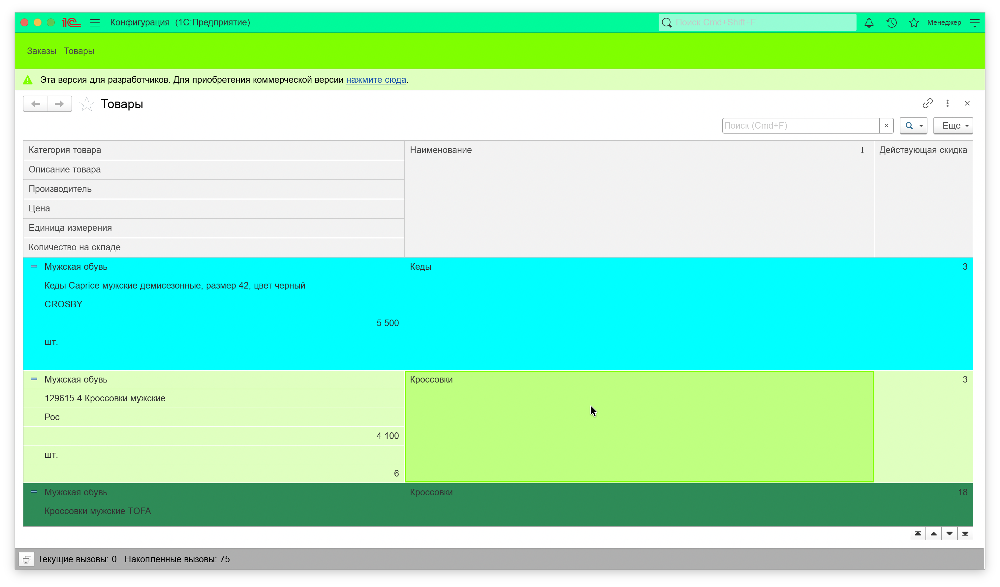 1С Конфигурация (1С:Предприятие) Поиск Cmd+Shift+F Менеджер
Заказы Товары
Эта версия для разработчиков. Для приобретения коммерческой версии нажмите сюда.
Товары
Поиск (Cmd+F) × Еще
Категория товара Наименование ↓ Действующая скидка
Описание товара
Производитель
Цена
Единица измерения
Количество на складе
Мужская обувь Кеды 3
Кеды Caprice мужские демисезонные, размер 42, цвет черный
CROSBY
5 500
шт.
Мужская обувь Кроссовки 3
129615-4 Кроссовки мужские
Рос
4 100
шт.
6
Мужская обувь Кроссовки 18
Кроссовки мужские TOFA
Текущие вызовы: 0 Накопленные вызовы: 75